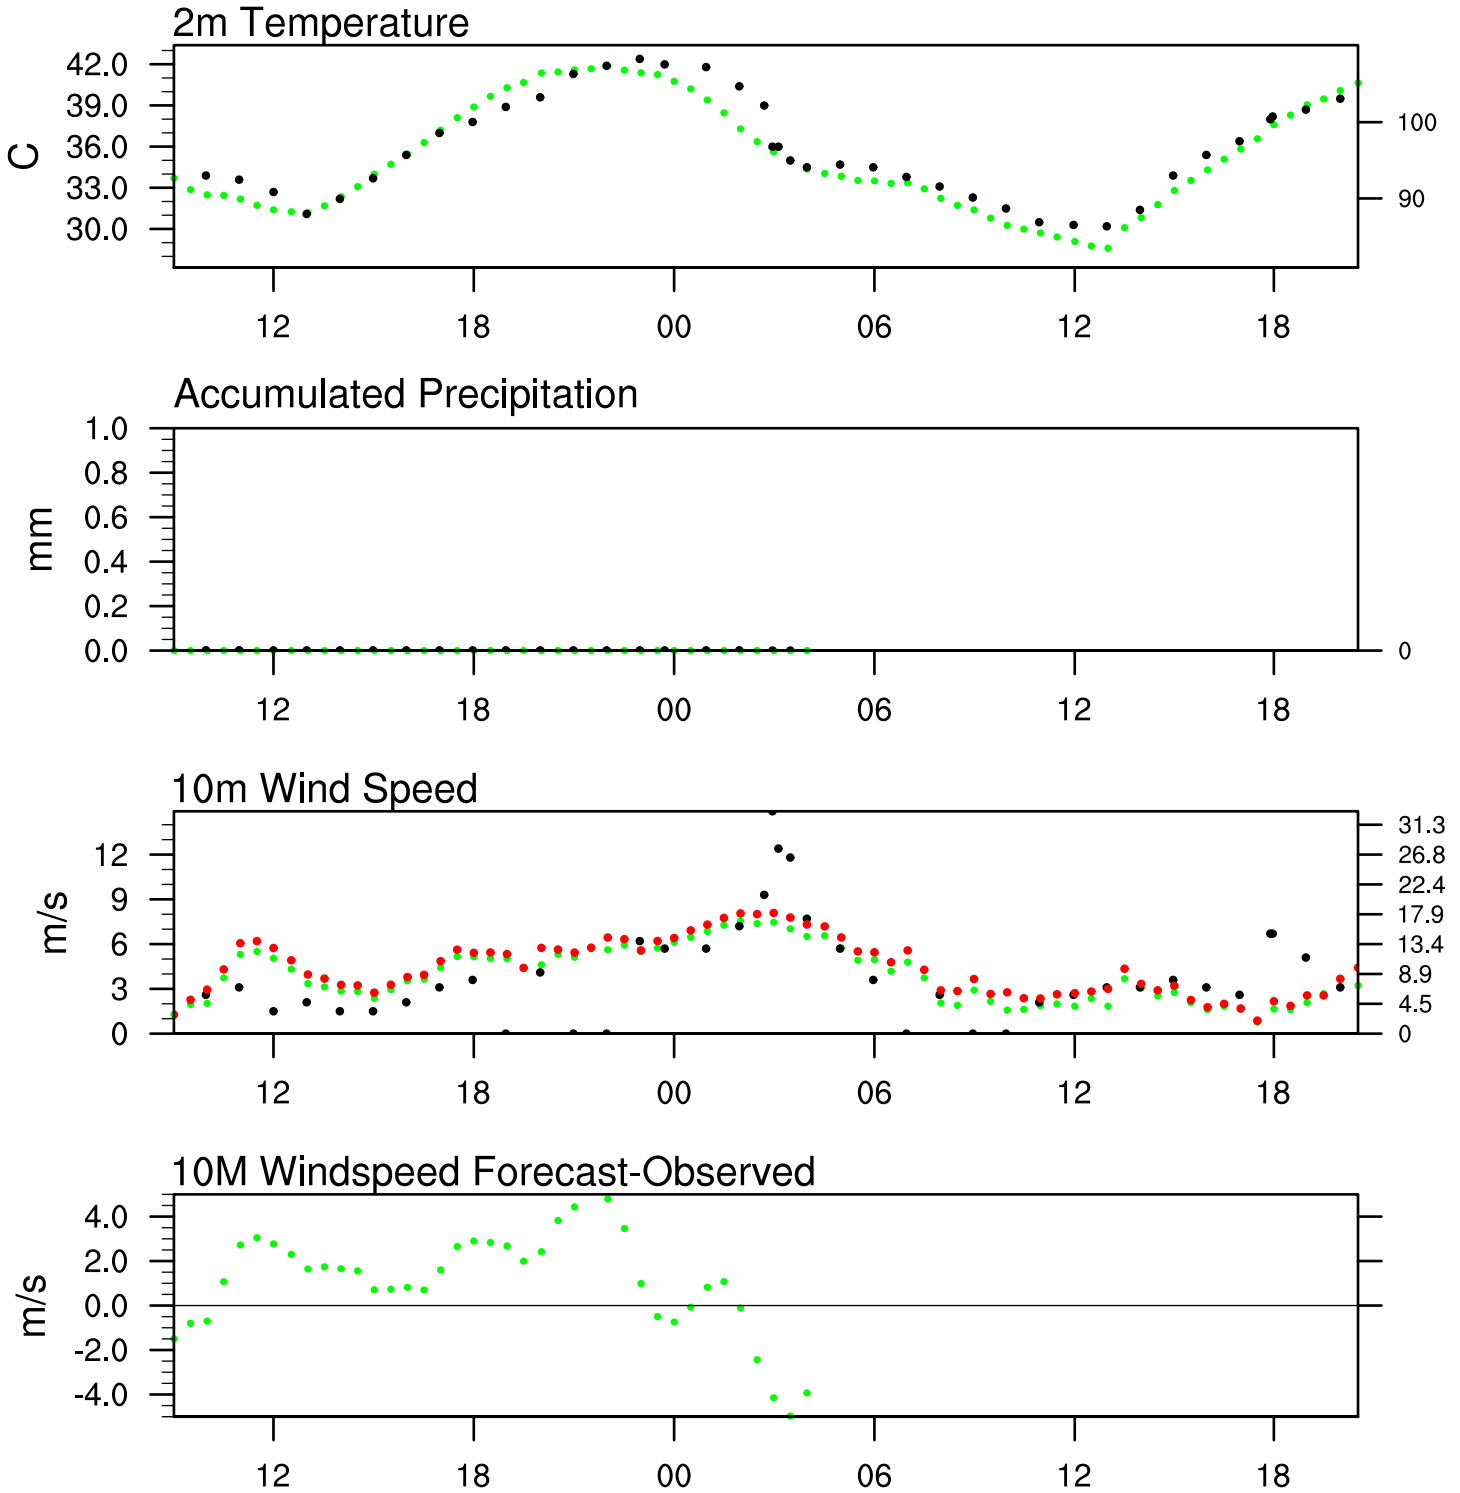 2m Temperature
42.0
39.0
36.0
33.0
30.0
C
100
90
12 18 00 06 12 18
Accumulated Precipitation
1.0
0.8
0.6
0.4
0.2
0.0
mm
0
12 18 00 06 12 18
10m Wind Speed
12
9
6
3
0
m/s
31.3
26.8
22.4
17.9
13.4
8.9
4.5
0
12 18 00 06 12 18
10M Windspeed Forecast-Observed
4.0
2.0
0.0
-2.0
-4.0
m/s
12 18 00 06 12 18